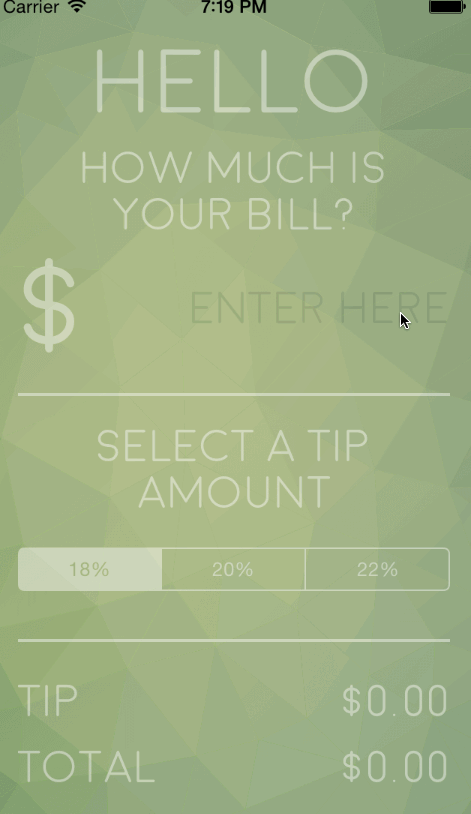 Carrier 7:19 PM
HELLO
HOW MUCH IS
YOUR BILL?
$ ENTER HERE
SELECT A TIP
AMOUNT
18% 20% 22%
TIP $0.00
TOTAL $0.00